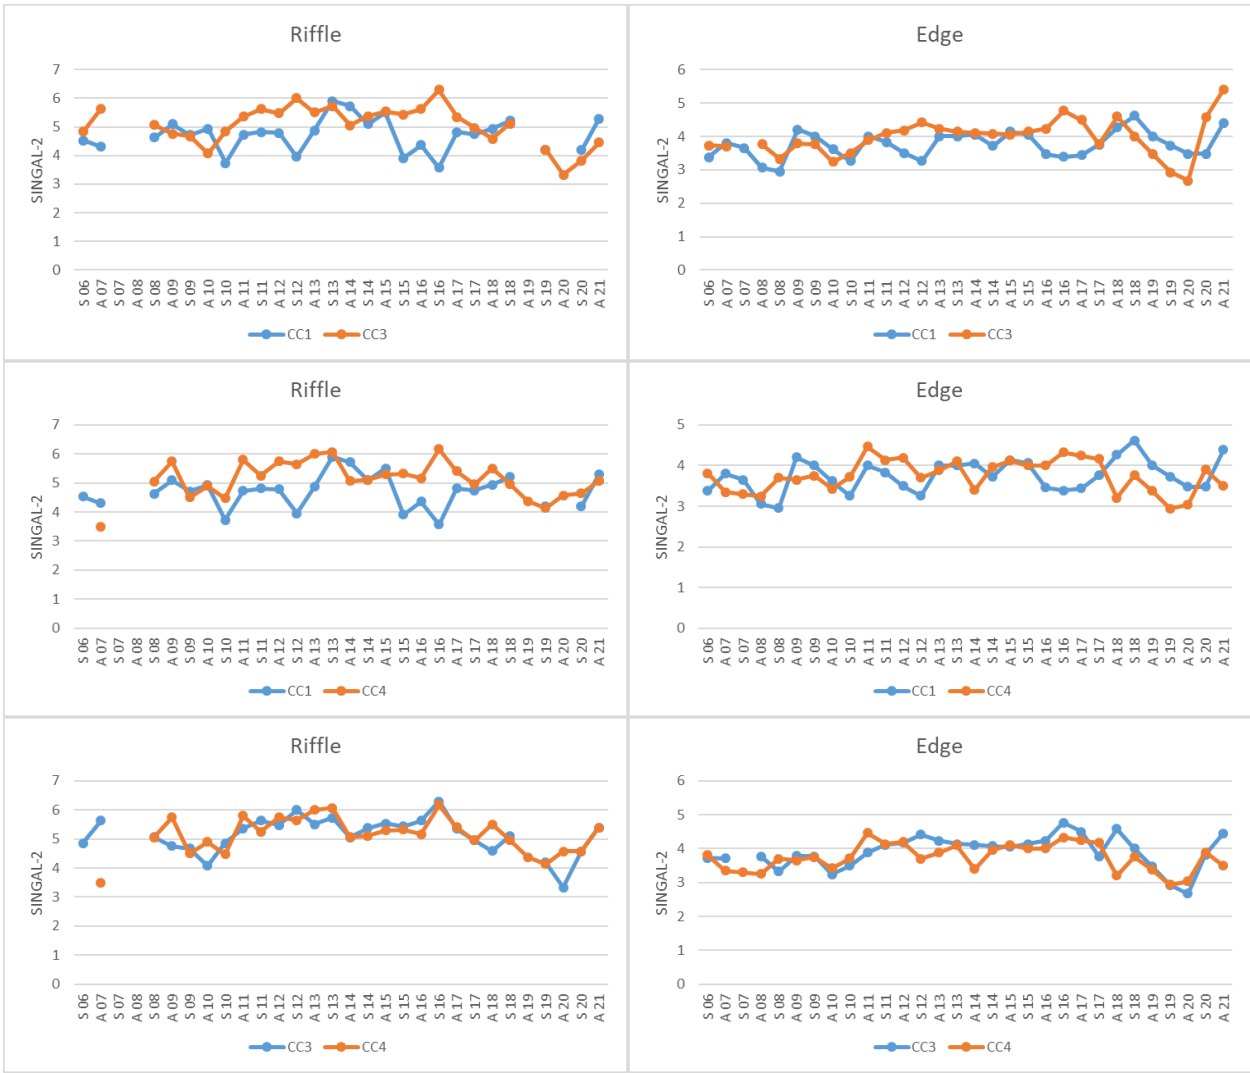 Riffle
SINGAL-2
7
6
5
4
3
2
1
0
S 06
A 07
S 07
A 08
S 08
A 09
S 09
A 10
S 10
A 11
S 11
A 12
S 12
A 13
S 13
A 14
S 14
A 15
S 15
A 16
S 16
A 17
S 17
A 18
S 18
A 19
S 19
A 20
S 20
A 21
CC1 CC3
Edge
SINGAL-2
6
5
4
3
2
1
0
S 06
A 07
S 07
A 08
S 08
A 09
S 09
A 10
S 10
A 11
S 11
A 12
S 12
A 13
S 13
A 14
S 14
A 15
S 15
A 16
S 16
A 17
S 17
A 18
S 18
A 19
S 19
A 20
S 20
A 21
CC1 CC3
Riffle
SINGAL-2
7
6
5
4
3
2
1
0
S 06
A 07
S 07
A 08
S 08
A 09
S 09
A 10
S 10
A 11
S 11
A 12
S 12
A 13
S 13
A 14
S 14
A 15
S 15
A 16
S 16
A 17
S 17
A 18
S 18
A 19
S 19
A 20
S 20
A 21
CC1 CC4
Edge
SINGAL-2
5
4
3
2
1
0
S 06
A 07
S 07
A 08
S 08
A 09
S 09
A 10
S 10
A 11
S 11
A 12
S 12
A 13
S 13
A 14
S 14
A 15
S 15
A 16
S 16
A 17
S 17
A 18
S 18
A 19
S 19
A 20
S 20
A 21
CC1 CC4
Riffle
SINGAL-2
7
6
5
4
3
2
1
0
S 06
A 07
S 07
A 08
S 08
A 09
S 09
A 10
S 10
A 11
S 11
A 12
S 12
A 13
S 13
A 14
S 14
A 15
S 15
A 16
S 16
A 17
S 17
A 18
S 18
A 19
S 19
A 20
S 20
A 21
CC3 CC4
Edge
SINGAL-2
6
5
4
3
2
1
0
S 06
A 07
S 07
A 08
S 08
A 09
S 09
A 10
S 10
A 11
S 11
A 12
S 12
A 13
S 13
A 14
S 14
A 15
S 15
A 16
S 16
A 17
S 17
A 18
S 18
A 19
S 19
A 20
S 20
A 21
CC3 CC4